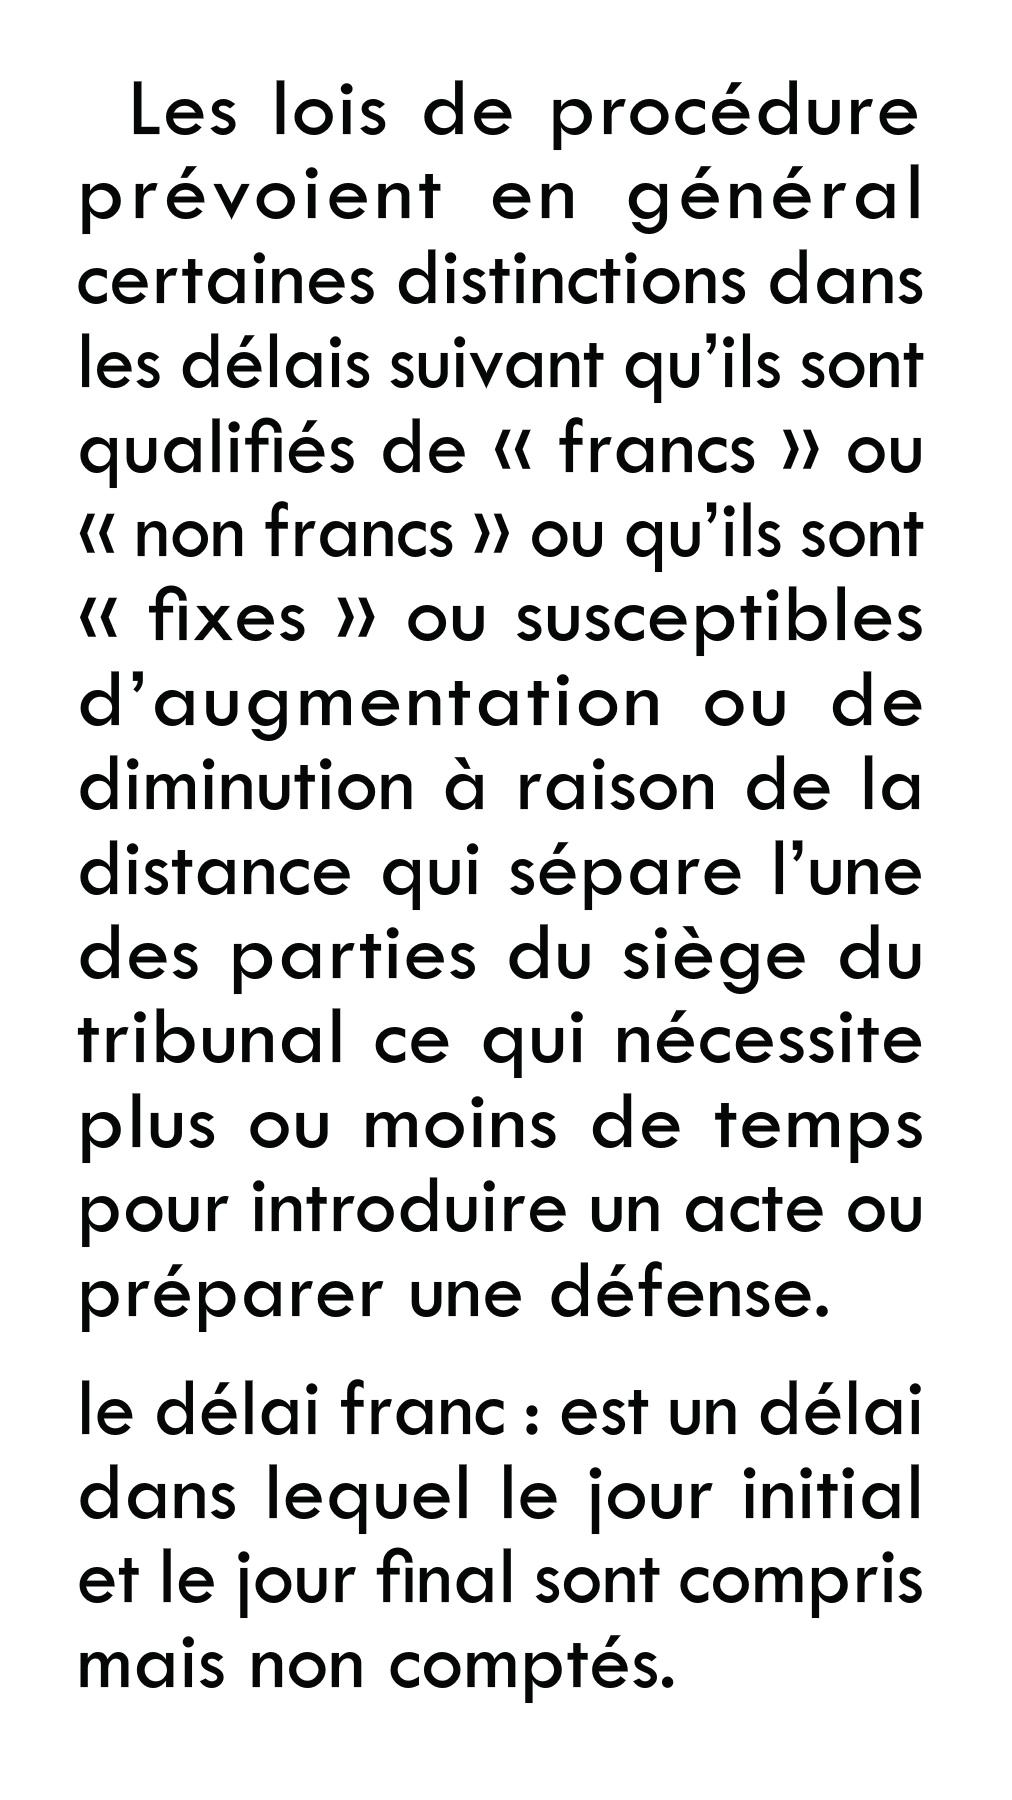 Les lois de procédure
prévoient en général
certaines distinctions dans
les délais suivant qu’ils sont
qualifiés de « francs » ou
« non francs » ou qu’ils sont
« fixes » ou susceptibles
d’augmentation ou de
diminution à raison de la
distance qui sépare l’une
des parties du siège du
tribunal ce qui nécessite
plus ou moins de temps
pour introduire un acte ou
préparer une défense.
le délai franc : est un délai
dans lequel le jour initial
et le jour final sont compris
mais non comptés.